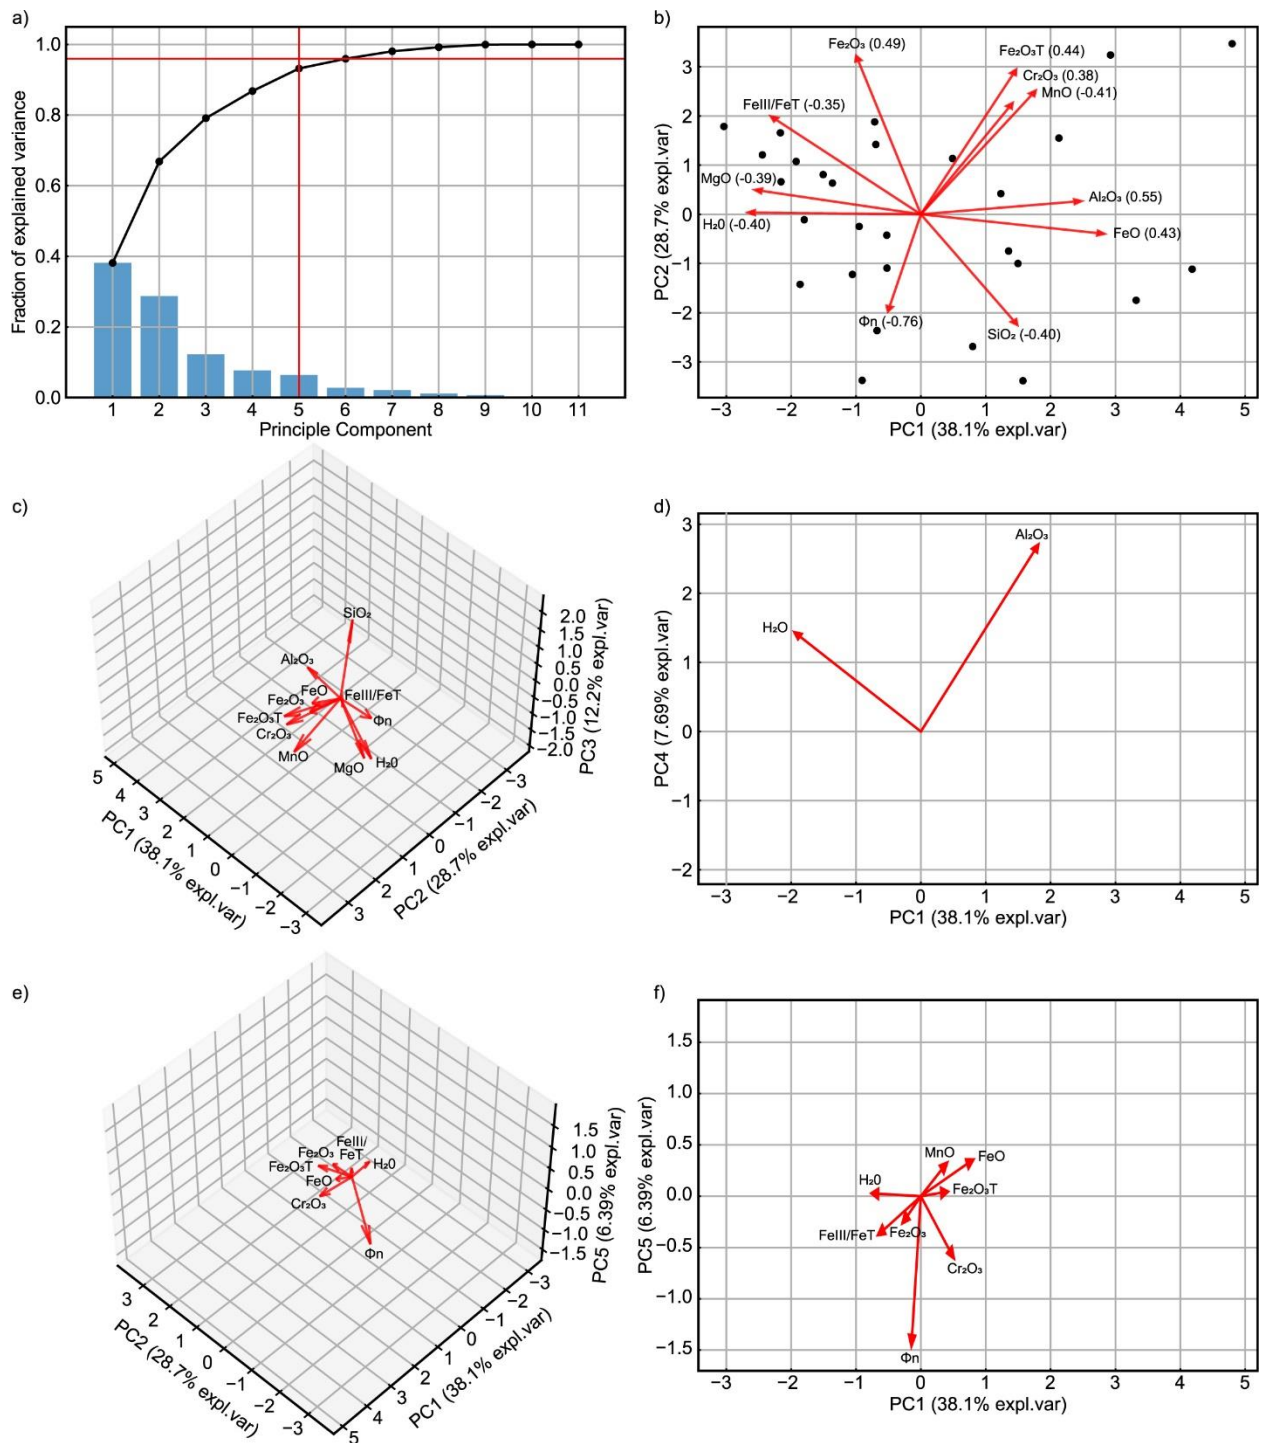 a)
1.0
0.8
0.6
0.4
0.2
0.0
Fraction of explained variance
1 2 3 4 5 6 7 8 9 10 11
Principle Component
b)
Fe₂O₃ (0.49)
Fe₂O₃T (0.44)
Cr₂O₃ (0.38)
MnO (-0.41)
FeIII/FeT (-0.35)
MgO (-0.39)
H₂0 (-0.40)
Al₂O₃ (0.55)
FeO (0.43)
Φn (-0.76)
SiO₂ (-0.40)
3
2
1
0
−1
−2
−3
PC2 (28.7% expl.var)
−3 −2 −1 0 1 2 3 4 5
PC1 (38.1% expl.var)
c)
SiO₂
Al₂O₃
FeO
FeIII/FeT
Fe₂O₃
Fe₂O₃T
Φn
Cr₂O₃
MnO
MgO
H₂0
2.0
1.5
1.0
0.5
0.0
−0.5
−1.0
−1.5
−2.0
PC3 (12.2% expl.var)
5 4 3 2 1 0 −1 −2 −3
PC1 (38.1% expl.var)
−3 −2 −1 0 1 2 3
PC2 (28.7% expl.var)
d)
Al₂O₃
H₂O
3
2
1
0
−1
−2
PC4 (7.69% expl.var)
−3 −2 −1 0 1 2 3 4 5
PC1 (38.1% expl.var)
e)
FeIII/
FeT
Fe₂O₃
H₂0
Fe₂O₃T
FeO
Cr₂O₃
Φn
1.5
1.0
0.5
0.0
−0.5
−1.0
−1.5
PC5 (6.39% expl.var)
3 2 1 0 −1 −2 −3
PC2 (28.7% expl.var)
−3 −2 −1 0 1 2 3 4 5
PC1 (38.1% expl.var)
f)
MnO
FeO
H₂0
Fe₂O₃T
FeIII/FeT
Fe₂O₃
Cr₂O₃
Φn
1.5
1.0
0.5
0.0
−0.5
−1.0
−1.5
PC5 (6.39% expl.var)
−3 −2 −1 0 1 2 3 4 5
PC1 (38.1% expl.var)